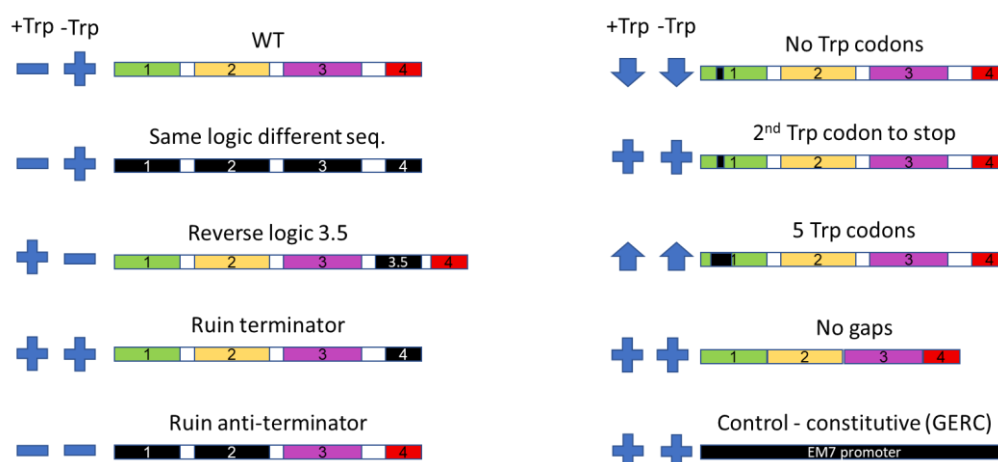 +Trp -Trp
WT
1 2 3 4
Same logic different seq.
1 2 3 4
Reverse logic 3.5
1 2 3 3.5 4
Ruin terminator
1 2 3 4
Ruin anti-terminator
1 2 3 4
+Trp -Trp
No Trp codons
1 2 3 4
2nd Trp codon to stop
1 2 3 4
5 Trp codons
1 2 3 4
No gaps
1 2 3 4
Control - constitutive (GERC)
EM7 promoter